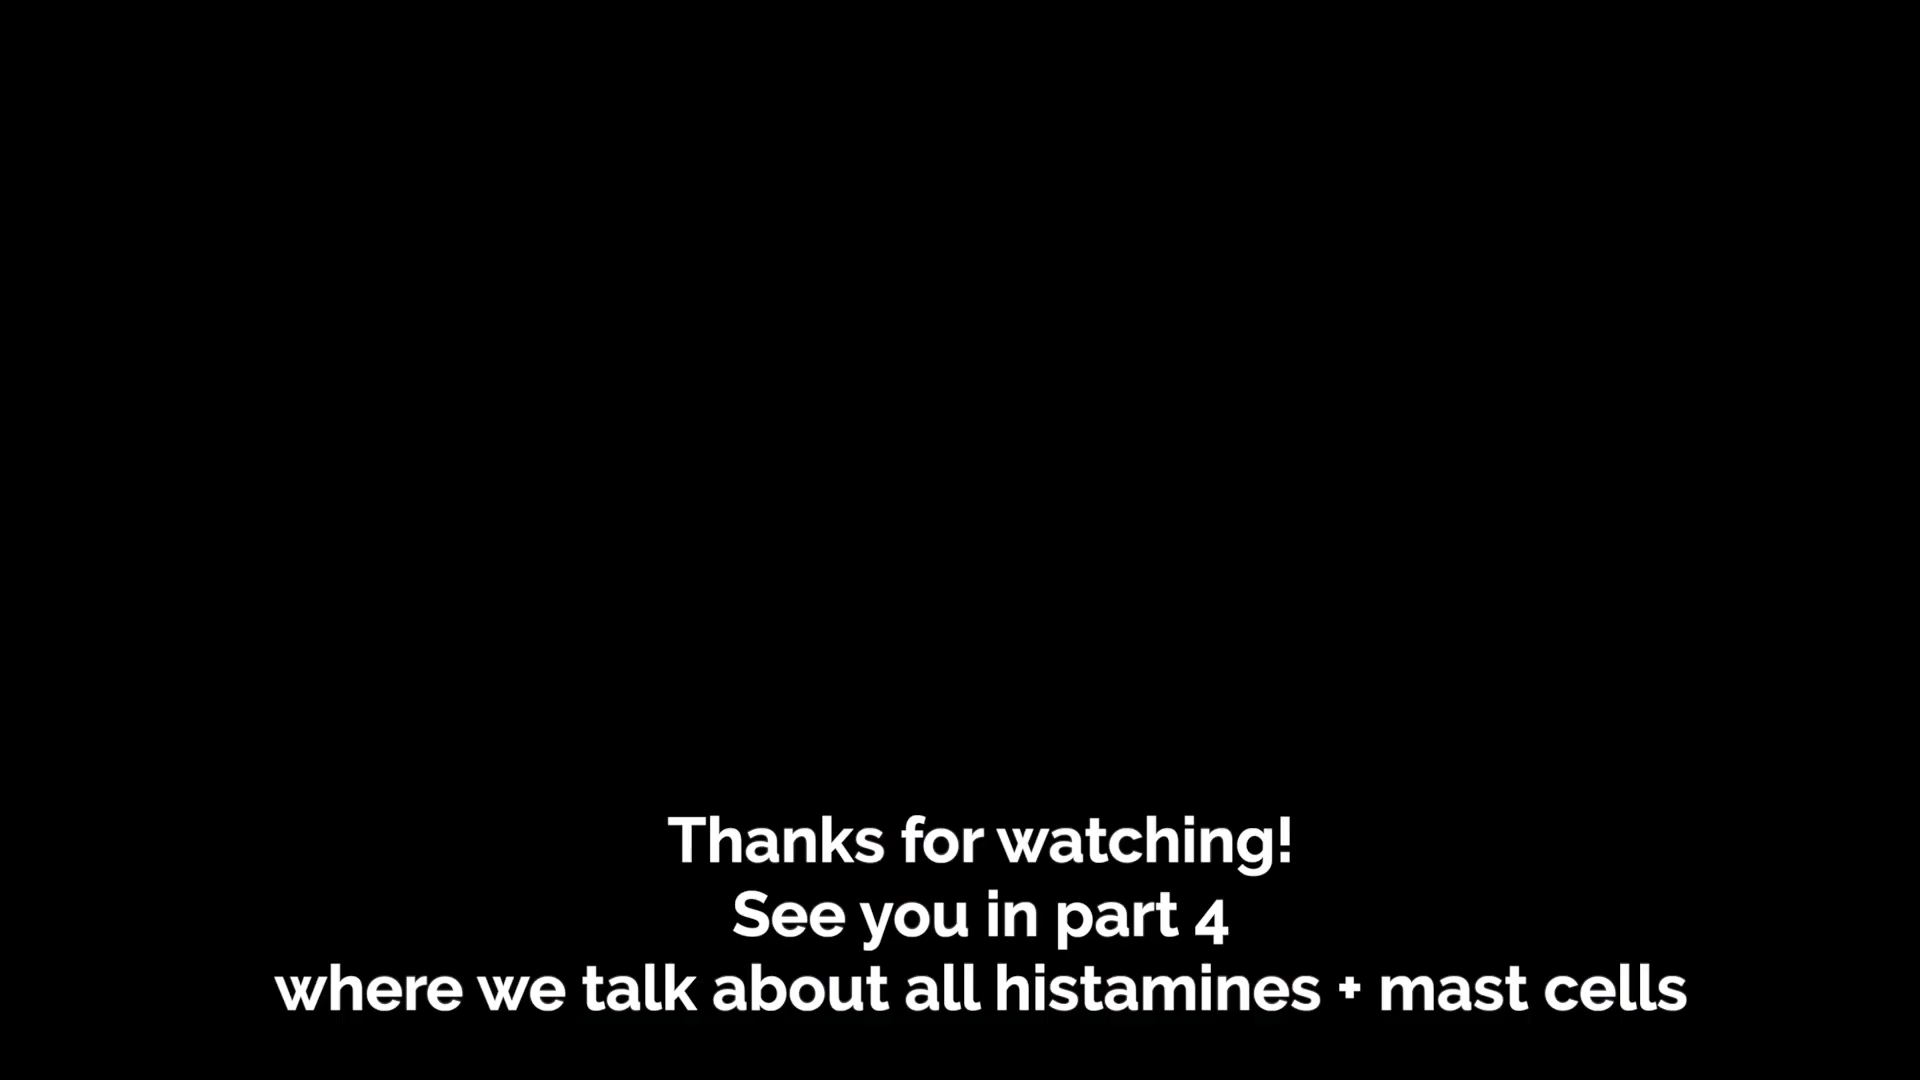 Thanks for watching!
See you in part 4
where we talk about all histamines + mast cells